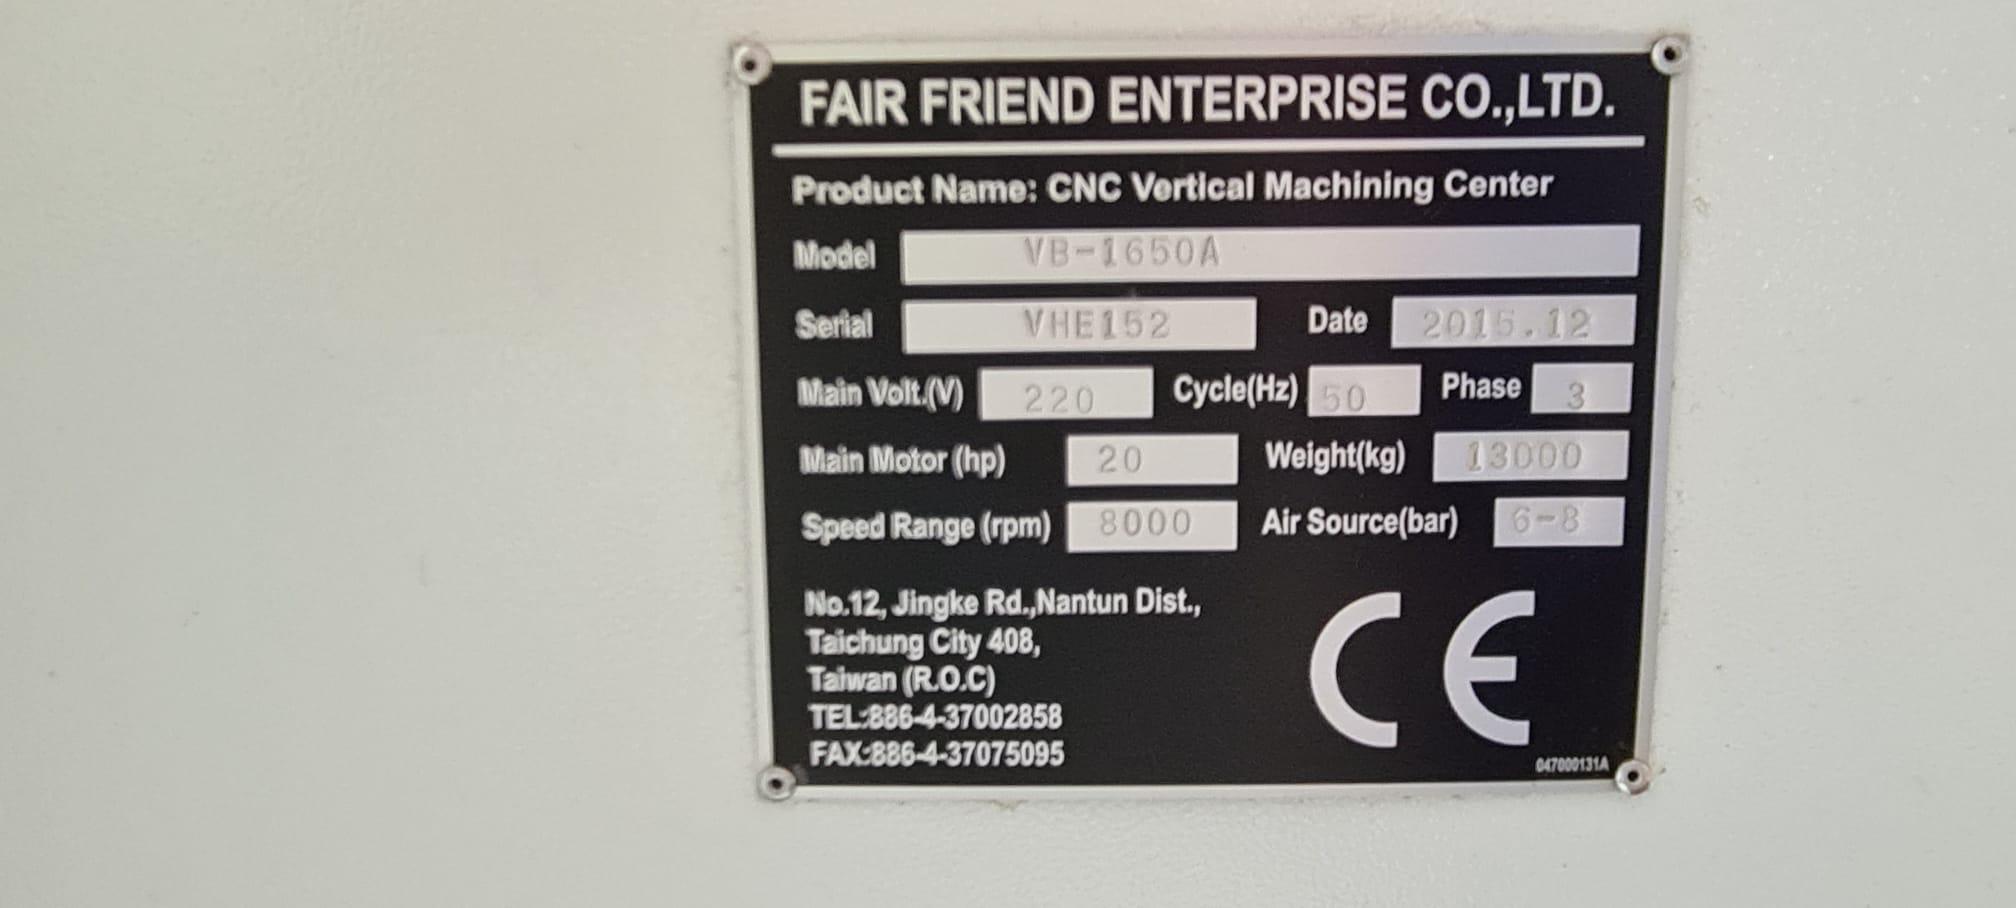 FAIR FRIEND ENTERPRISE CO.,LTD.
Product Name: CNC Vertical Machining Center
Model VB-1650A
Serial VHE152 Date 2015.12
Main Volt.(V) 220 Cycle(Hz) 50 Phase 3
Main Motor (hp) 20 Weight(kg) 13000
Speed Range (rpm) 8000 Air Source(bar) 6-8
No.12, Jingke Rd.,Nantun Dist.,
Taichung City 408,
Taiwan (R.O.C)
TEL:886-4-37002858
FAX:886-4-37075095
CE
047000131A